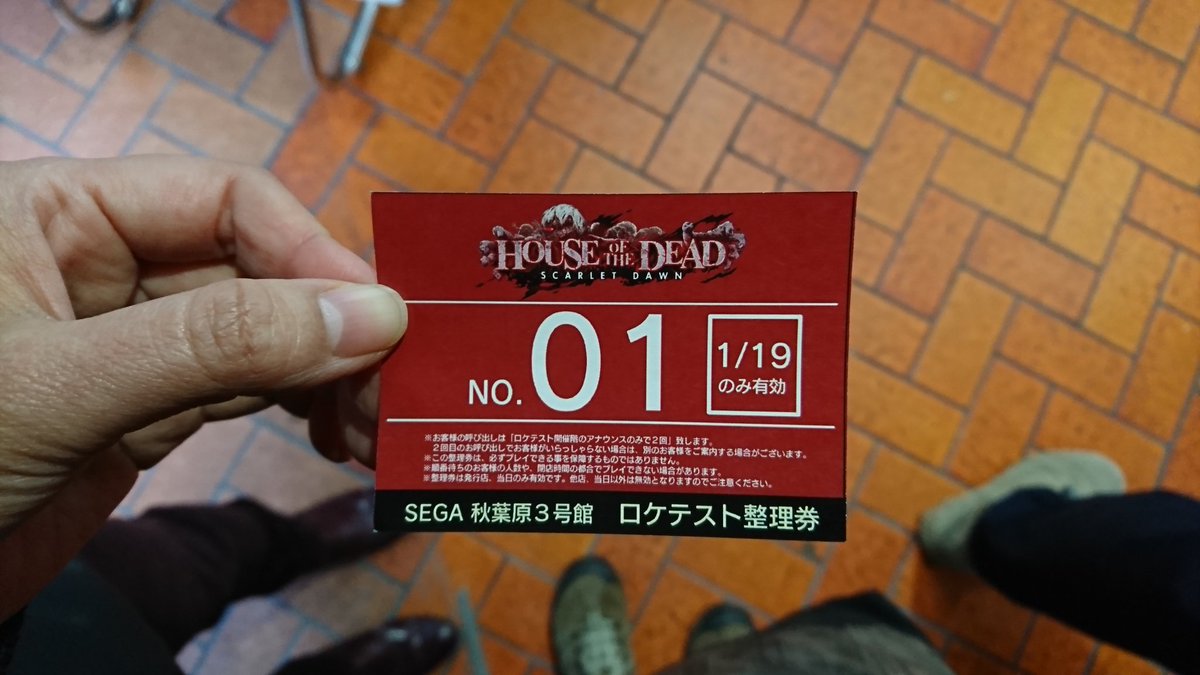 HOUSE OF THE DEAD
SCARLET DAWN
NO. 01
1/19
のみ有効
※お客様の呼び出しは「ロケテスト開催階のアナウンスのみで2回」致します。
2回目のお呼び出しでお客様がいらっしゃらない場合は、別のお客様をご案内する場合がございます。
※この整理券は、必ずプレイできる事を保障するものではありません。
※順番待ちのお客様の人数や、閉店時間の都合でプレイできない場合があります。
※整理券は発行店、当日のみ有効です。他店、当日以外は無効となりますのでご注意ください。
SEGA 秋葉原3号館 ロケテスト整理券